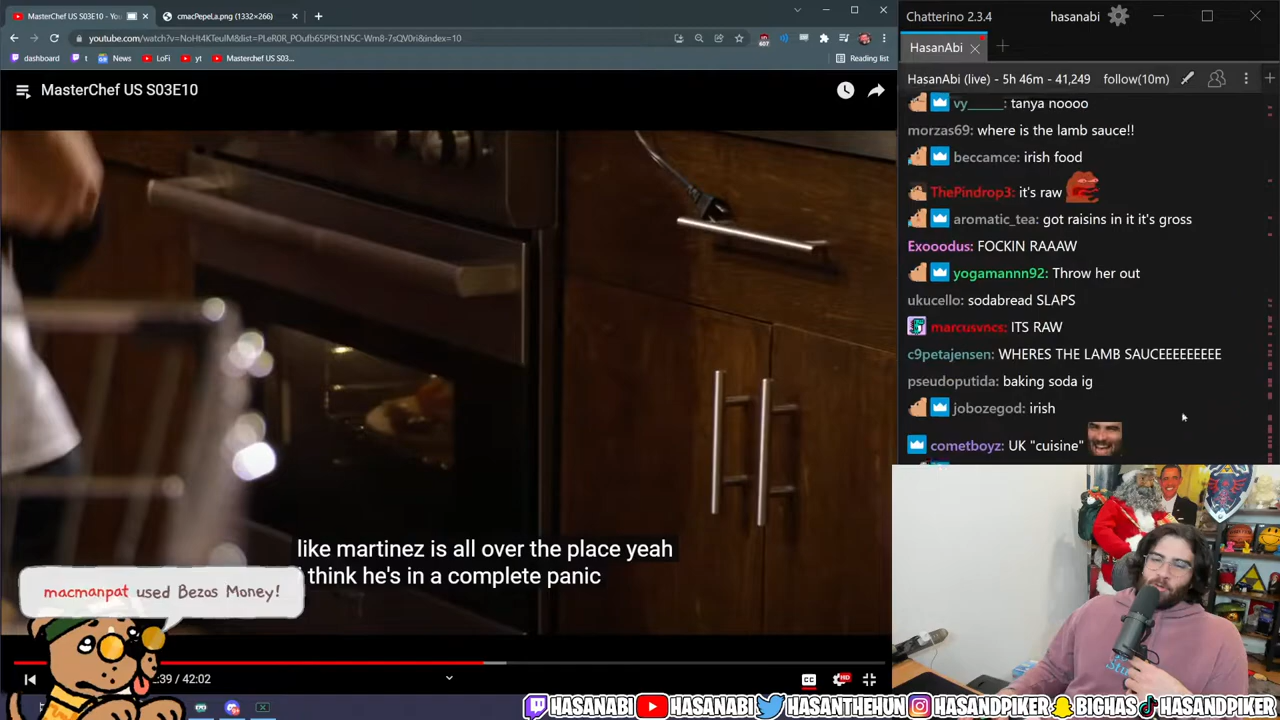 MasterChef US S03E10 - You
cmacPepeLa.png (1332×266)
youtube.com/watch?v=NoHt4KTeuIM&list=PLeR0R_POufb65PfSt1N5C-Wm8-7sQV0ri&index=10
dashboard
t
News
LoFi
yt
Masterchef US S03...
Reading list
MasterChef US S03E10
like martinez is all over the place yeah
i think he's in a complete panic
macmanpat used Bezos Money!
:39 / 42:02
CC
HD
Chatterino 2.3.4
hasanabi
HasanAbi
HasanAbi (live) - 5h 46m - 41,249
follow(10m)
vy_____: tanya noooo
morzas69: where is the lamb sauce!!
beccamce: irish food
ThePindrop3: it's raw
aromatic_tea: got raisins in it it's gross
Exooodus: FOCKIN RAAAW
yogamannn92: Throw her out
ukucello: sodabread SLAPS
marcusvncs: ITS RAW
c9petajensen: WHERES THE LAMB SAUCEEEEEEEE
pseudoputida: baking soda ig
jobozegod: irish
cometboyz: UK "cuisine"
HASANABI
HASANABI
HASANTHEHUN
HASANDPIKER
BIGHAS
HASANDPIKER